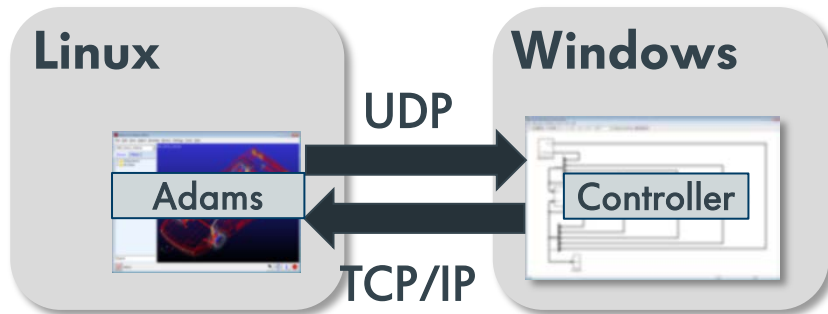 Linux
Windows
UDP
Adams
Controller
TCP/IP